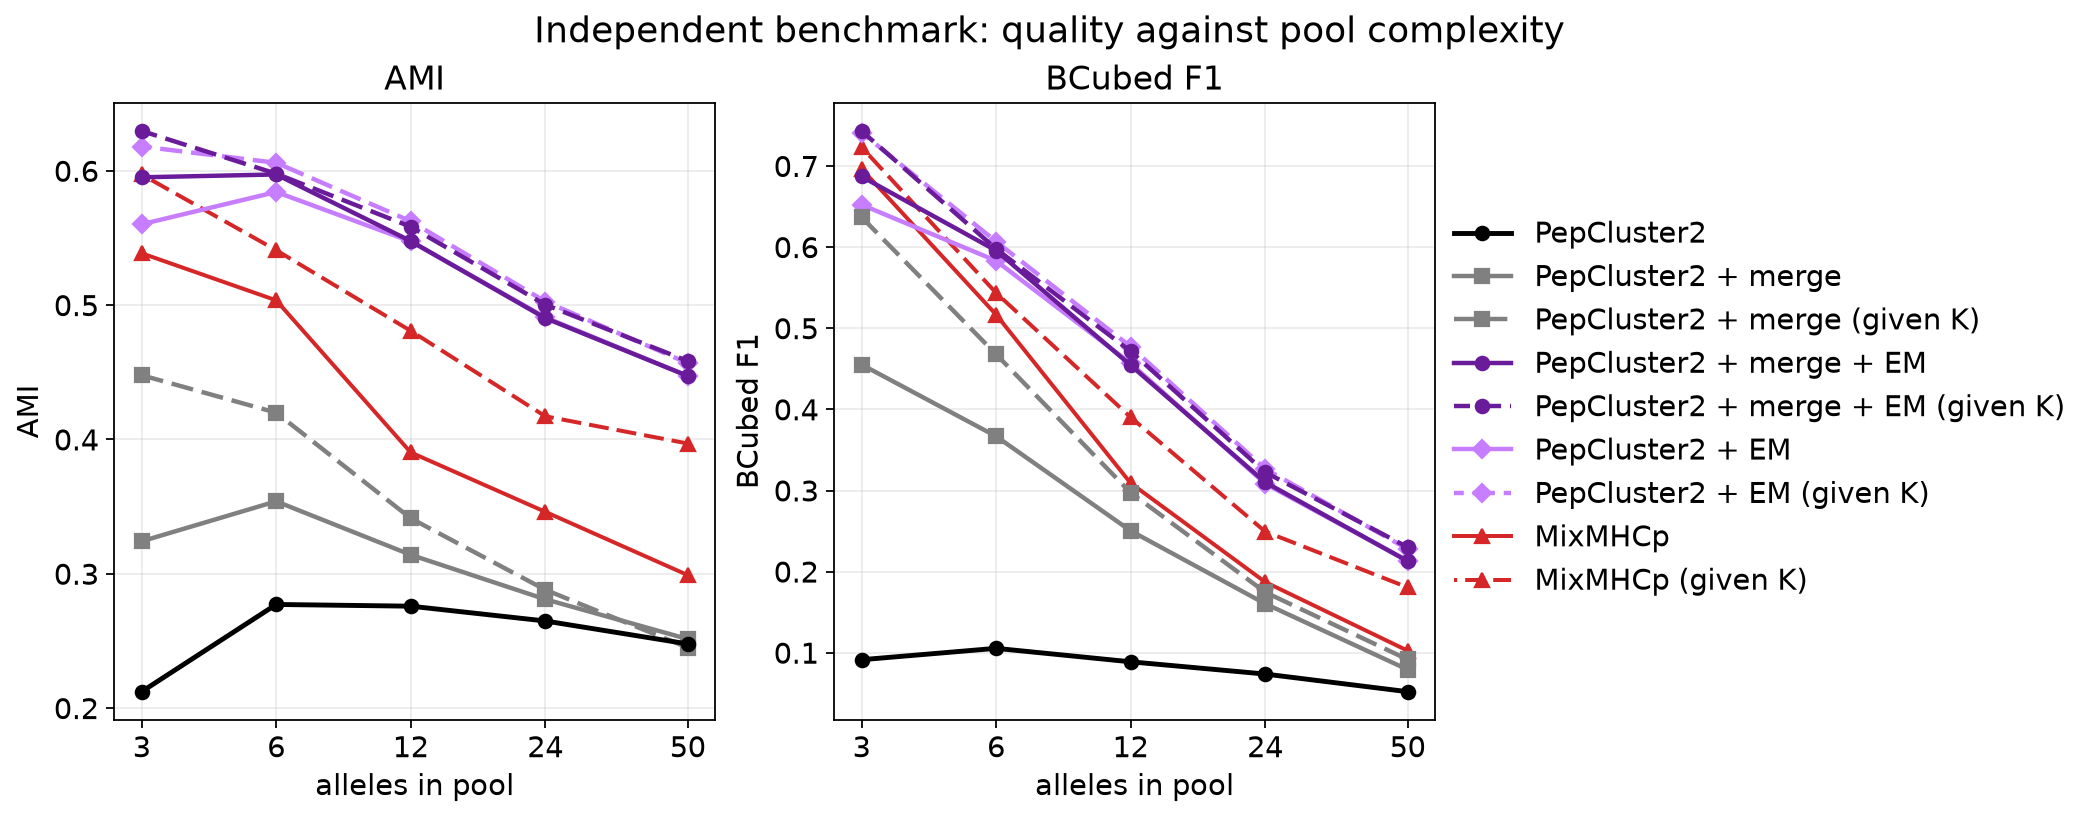 Independent benchmark: quality against pool complexity
AMI
AMI
0.6
0.5
0.4
0.3
0.2
3 6 12 24 50
alleles in pool
BCubed F1
BCubed F1
0.7
0.6
0.5
0.4
0.3
0.2
0.1
3 6 12 24 50
alleles in pool
PepCluster2
PepCluster2 + merge
PepCluster2 + merge (given K)
PepCluster2 + merge + EM
PepCluster2 + merge + EM (given K)
PepCluster2 + EM
PepCluster2 + EM (given K)
MixMHCp
MixMHCp (given K)